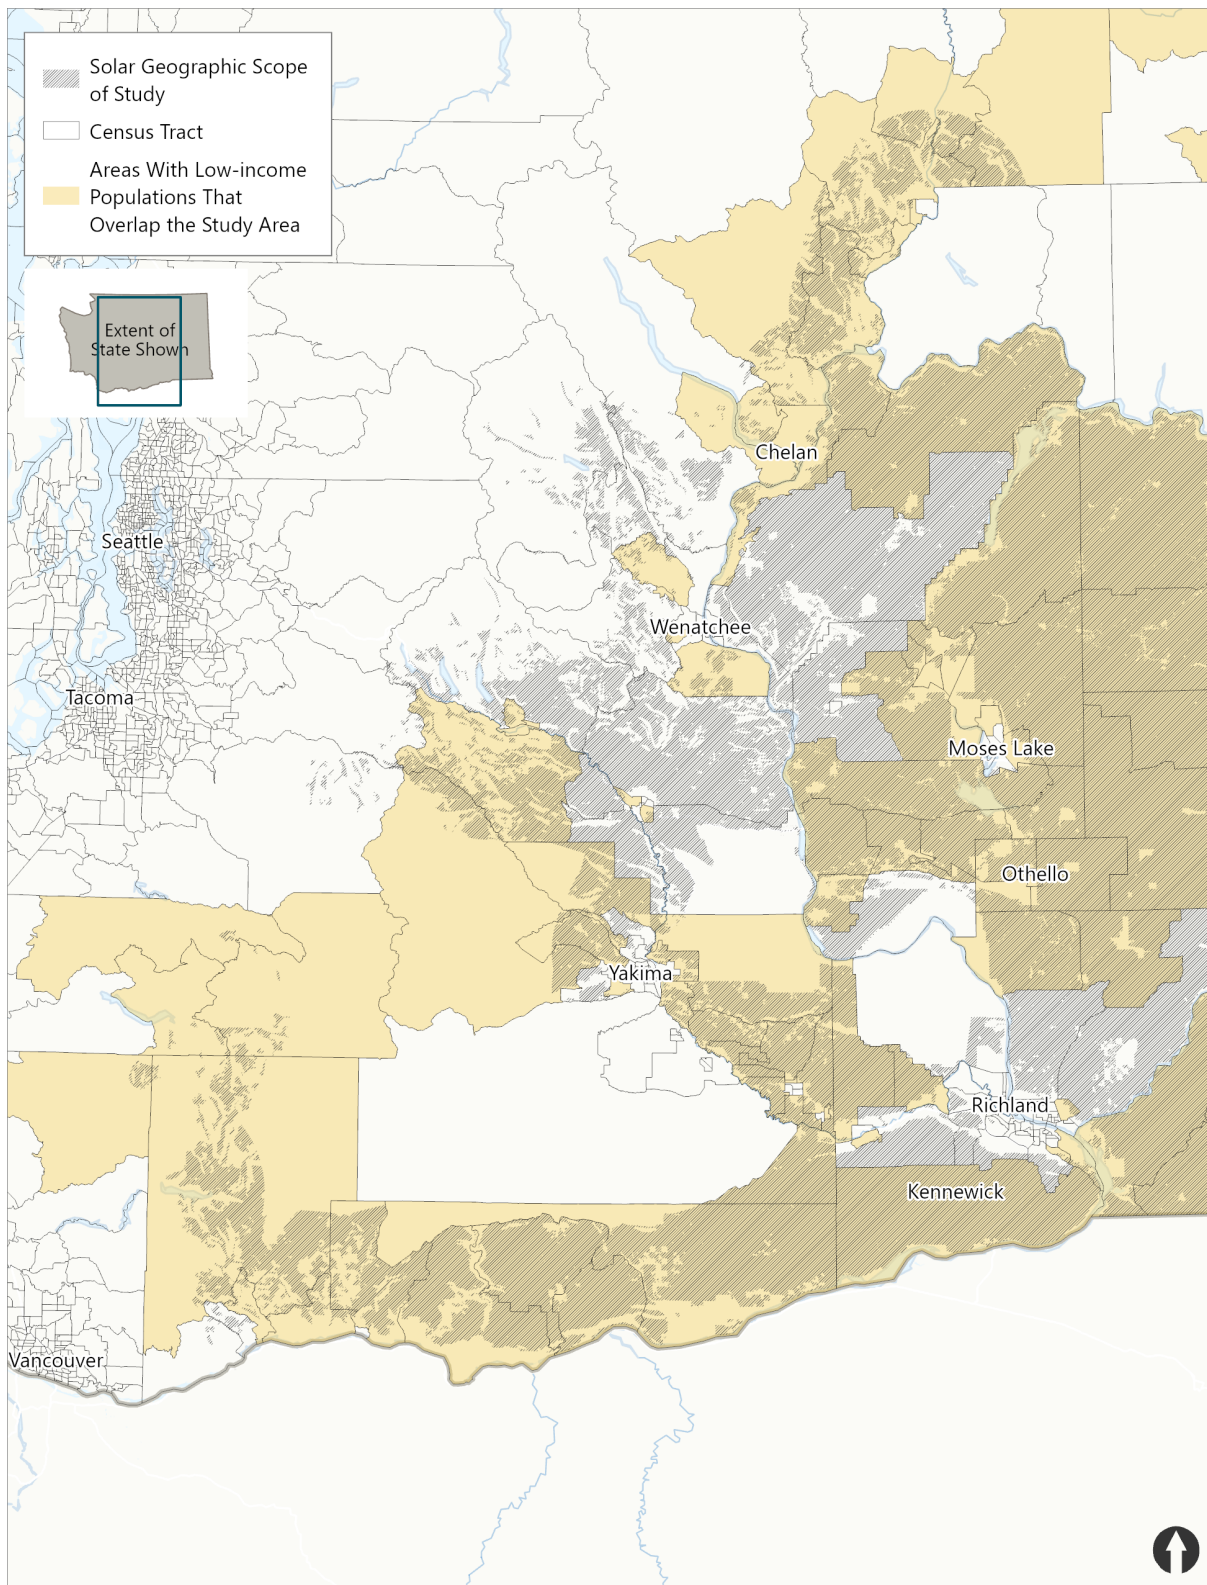 Solar Geographic Scope
of Study
Census Tract
Areas With Low-income
Populations That
Overlap the Study Area
Extent of
State Shown
Chelan
Seattle
Wenatchee
Tacoma
Moses Lake
Othello
Yakima
Richland
Kennewick
Vancouver